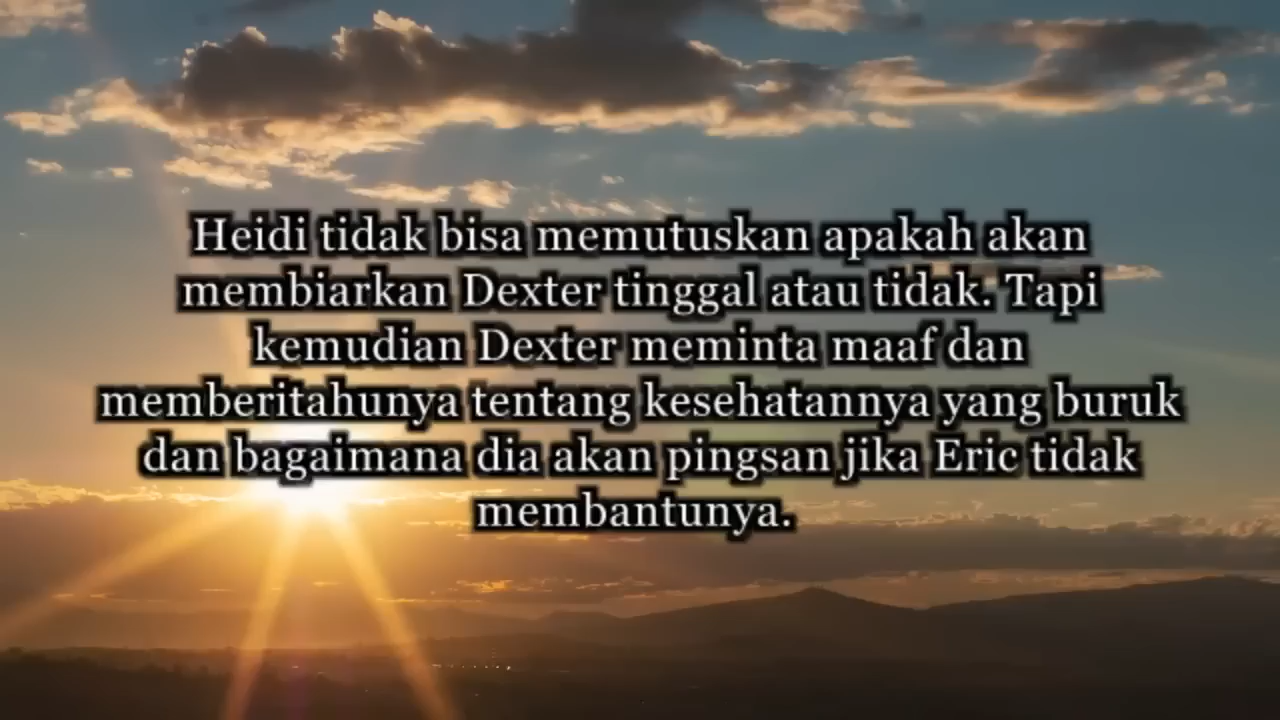 Heidi tidak bisa memutuskan apakah akan
membiarkan Dexter tinggal atau tidak. Tapi
kemudian Dexter meminta maaf dan
memberitahunya tentang kesehatannya yang buruk
dan bagaimana dia akan pingsan jika Eric tidak
membantunya.